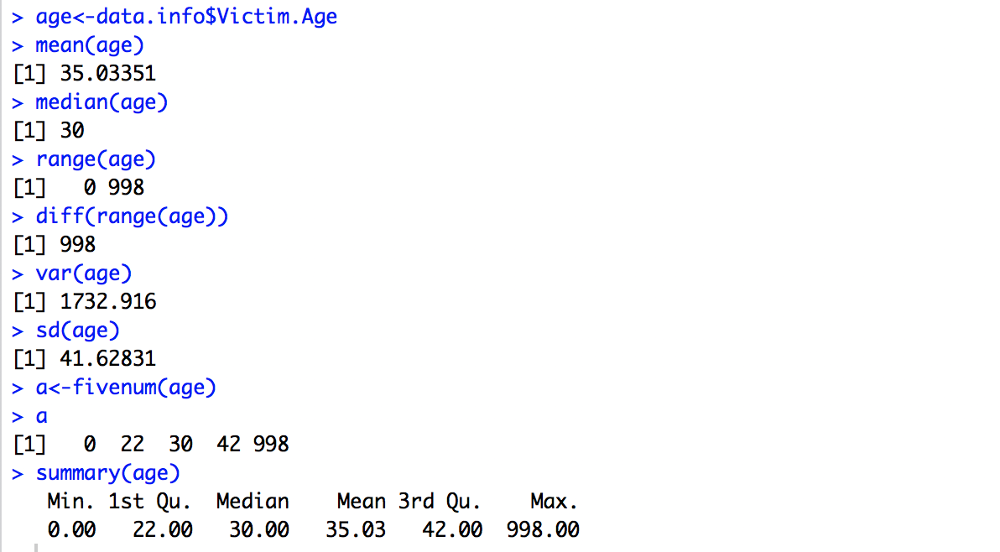 > age<-data.info$Victim.Age
> mean(age)
[1] 35.03351
> median(age)
[1] 30
> range(age)
[1]   0 998
> diff(range(age))
[1] 998
> var(age)
[1] 1732.916
> sd(age)
[1] 41.62831
> a<-fivenum(age)
> a
[1]   0  22  30  42 998
> summary(age)
   Min. 1st Qu.  Median    Mean 3rd Qu.    Max.
   0.00   22.00   30.00   35.03   42.00  998.00